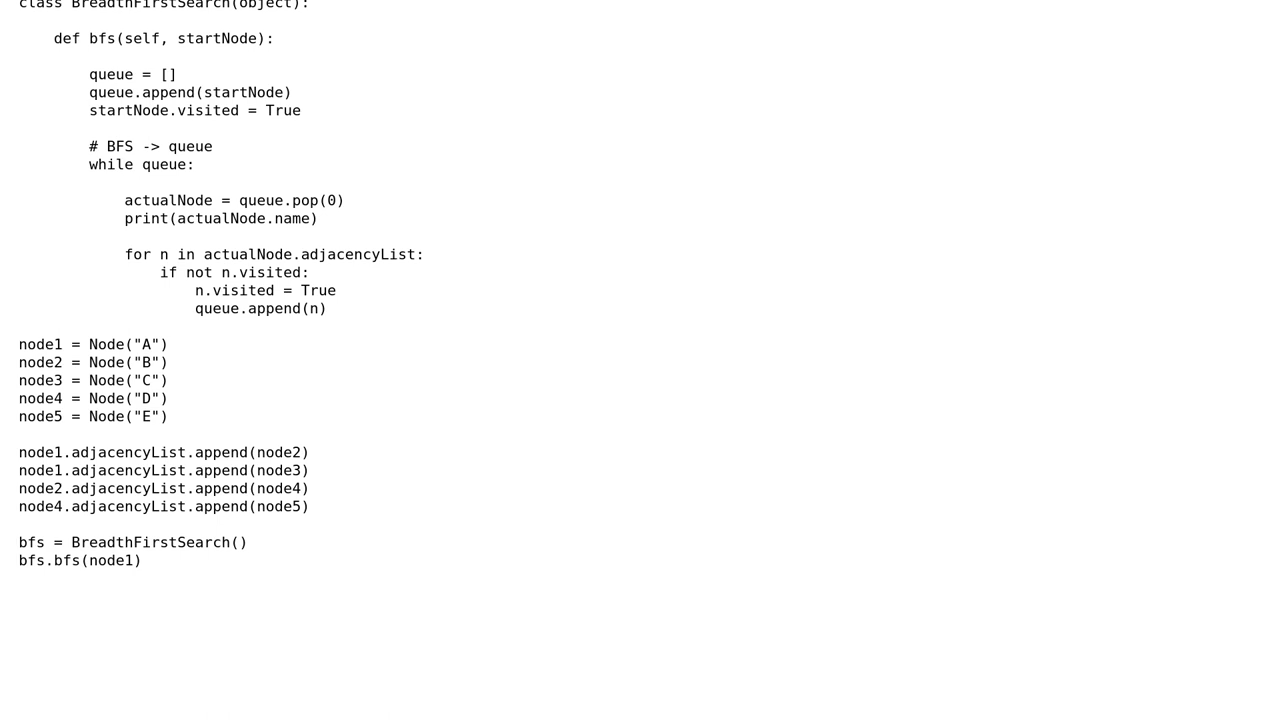 class BreadthFirstSearch(object):
    def bfs(self, startNode):
        queue = []
        queue.append(startNode)
        startNode.visited = True
        # BFS -> queue
        while queue:
            actualNode = queue.pop(0)
            print(actualNode.name)
            for n in actualNode.adjacencyList:
                if not n.visited:
                    n.visited = True
                    queue.append(n)
node1 = Node("A")
node2 = Node("B")
node3 = Node("C")
node4 = Node("D")
node5 = Node("E")
node1.adjacencyList.append(node2)
node1.adjacencyList.append(node3)
node2.adjacencyList.append(node4)
node4.adjacencyList.append(node5)
bfs = BreadthFirstSearch()
bfs.bfs(node1)